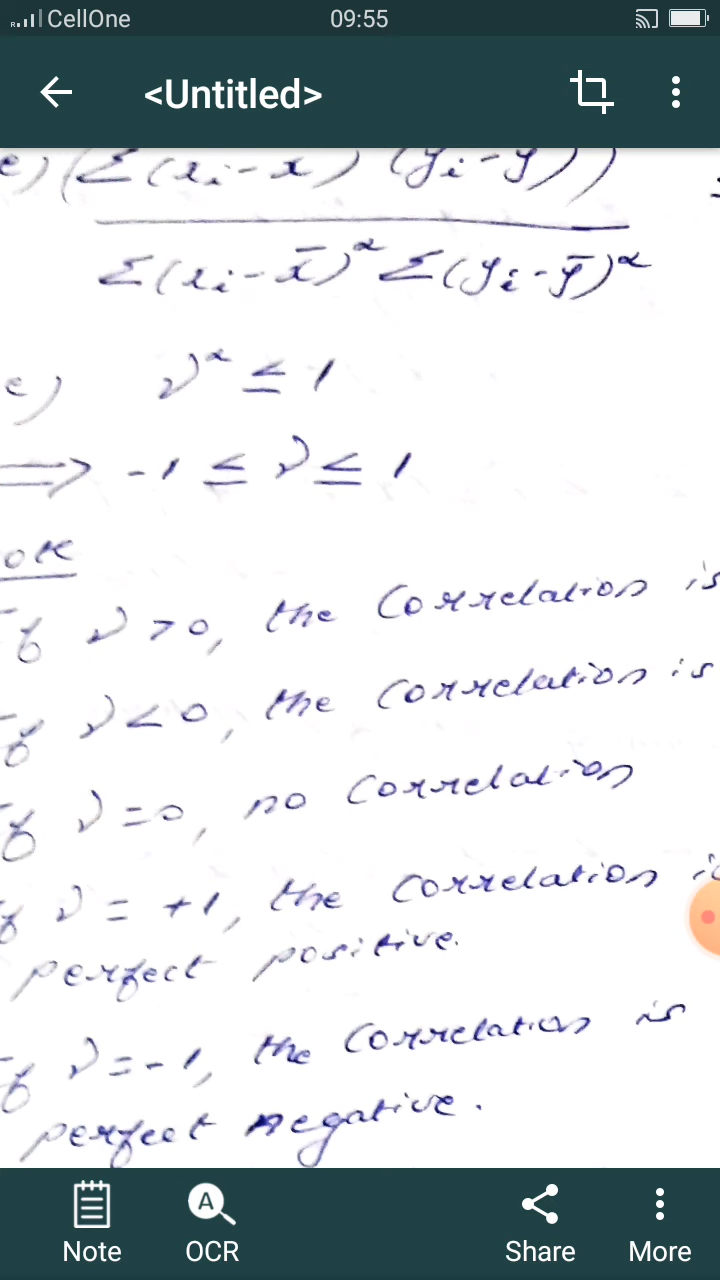 CellOne 09:55
<Untitled>
e) (Σ(xi-x) (yi-y))
Σ(xi-x̄)² Σ(yi-ȳ)²
e) r² ≤ 1
⟹ -1 ≤ r ≤ 1
If r > 0, the correlation is
If r < 0, the correlation is
If r = 0, no correlation
If r = +1, the correlation is
perfect positive.
If r = -1, the correlation is
perfect negative.
Note OCR Share More